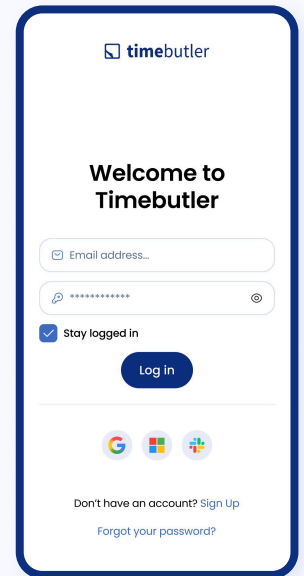 timebutler
Welcome to
Timebutler
Email address...
************
Stay logged in
Log in
Don't have an account? Sign Up
Forgot your password?